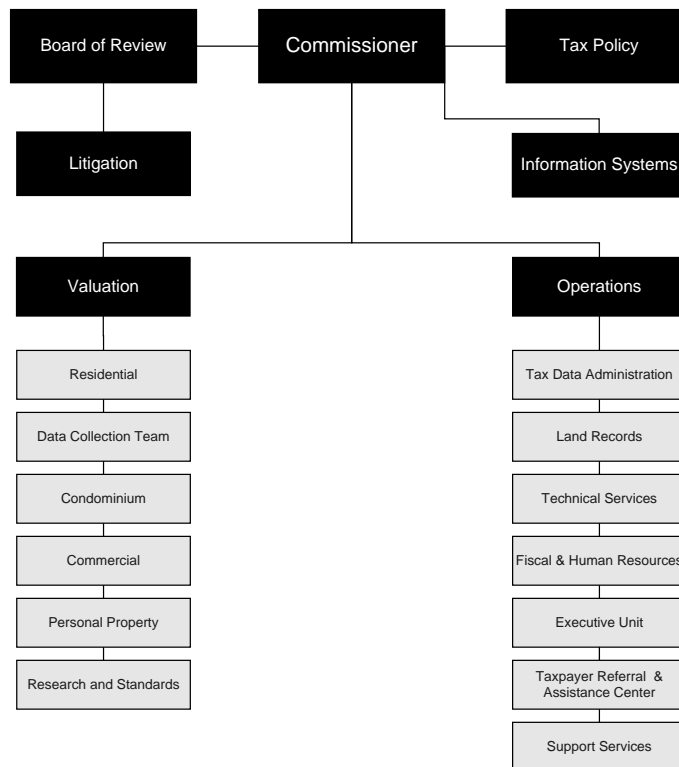 Board of Review
Commissioner
Tax Policy
Litigation
Information Systems
Valuation
Operations
Residential
Tax Data Administration
Data Collection Team
Land Records
Condominium
Technical Services
Commercial
Fiscal & Human Resources
Personal Property
Executive Unit
Research and Standards
Taxpayer Referral &
Assistance Center
Support Services